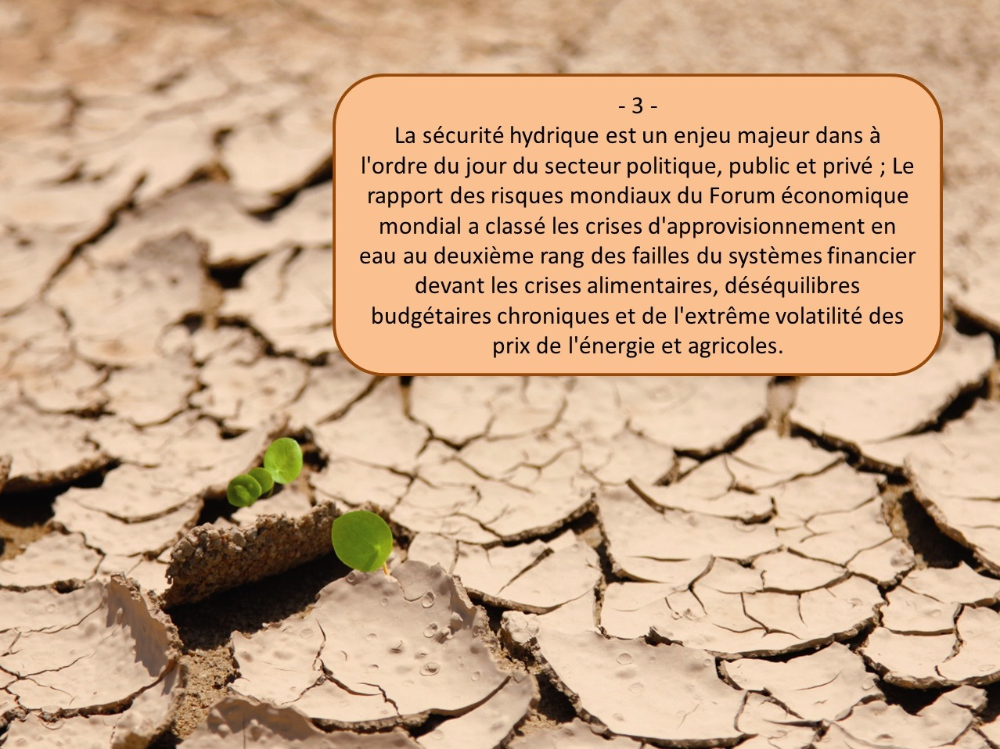 - 3 -
La sécurité hydrique est un enjeu majeur dans à
l'ordre du jour du secteur politique, public et privé ; Le
rapport des risques mondiaux du Forum économique
mondial a classé les crises d'approvisionnement en
eau au deuxième rang des failles du systèmes financier
devant les crises alimentaires, déséquilibres
budgétaires chroniques et de l'extrême volatilité des
prix de l'énergie et agricoles.